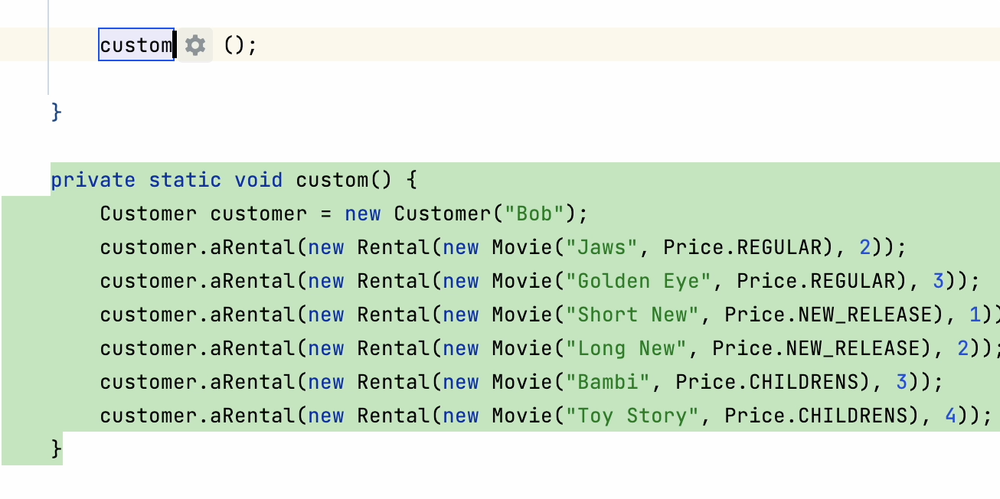 custom ();
}
private static void custom() {
Customer customer = new Customer("Bob");
customer.aRental(new Rental(new Movie("Jaws", Price.REGULAR), 2));
customer.aRental(new Rental(new Movie("Golden Eye", Price.REGULAR), 3));
customer.aRental(new Rental(new Movie("Short New", Price.NEW_RELEASE), 1))
customer.aRental(new Rental(new Movie("Long New", Price.NEW_RELEASE), 2));
customer.aRental(new Rental(new Movie("Bambi", Price.CHILDRENS), 3));
customer.aRental(new Rental(new Movie("Toy Story", Price.CHILDRENS), 4));
}